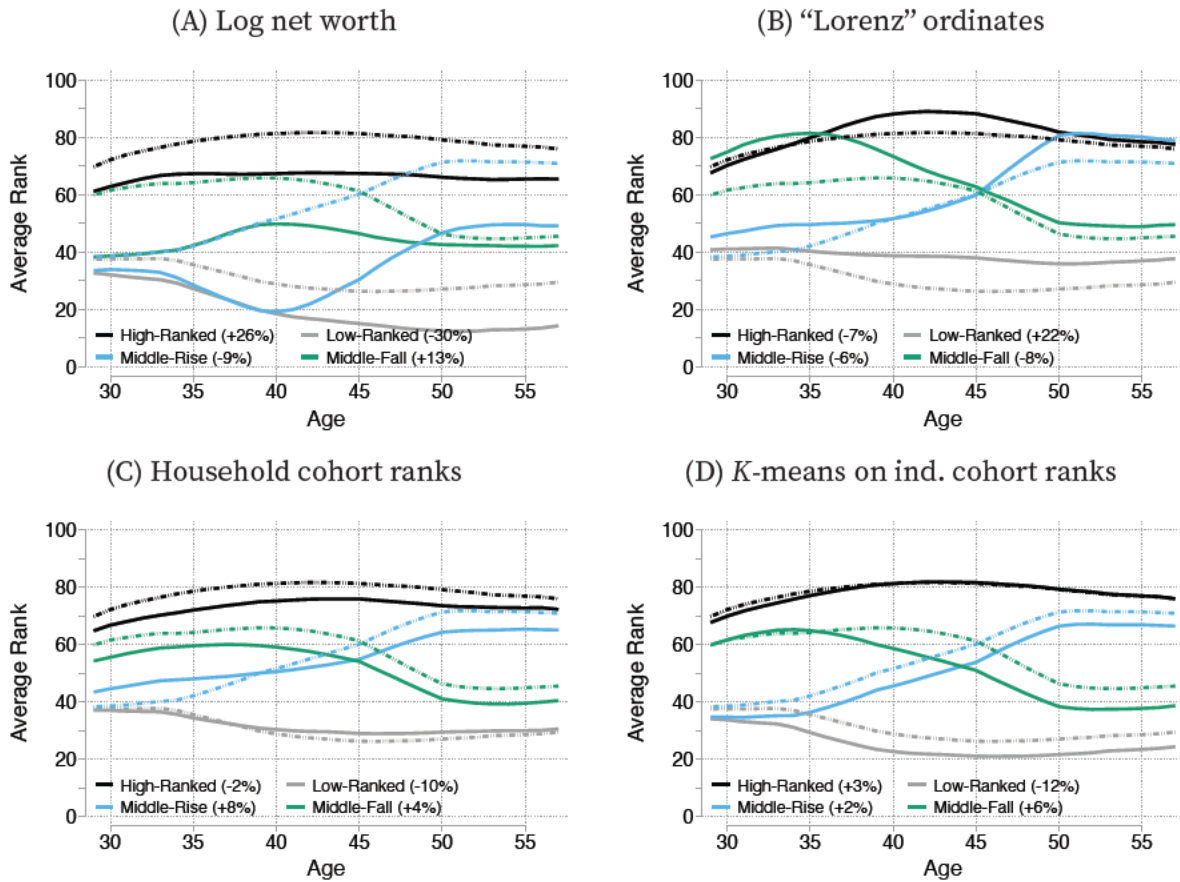 (A) Log net worth
(B) “Lorenz” ordinates
100
80
60
40
20
0
Average Rank
High-Ranked (+26%)
Low-Ranked (-30%)
Middle-Rise (-9%)
Middle-Fall (+13%)
30 35 40 45 50 55
Age
100
80
60
40
20
0
Average Rank
High-Ranked (-7%)
Low-Ranked (+22%)
Middle-Rise (-6%)
Middle-Fall (-8%)
30 35 40 45 50 55
Age
(C) Household cohort ranks
(D) K-means on ind. cohort ranks
100
80
60
40
20
0
Average Rank
High-Ranked (-2%)
Low-Ranked (-10%)
Middle-Rise (+8%)
Middle-Fall (+4%)
30 35 40 45 50 55
Age
100
80
60
40
20
0
Average Rank
High-Ranked (+3%)
Low-Ranked (-12%)
Middle-Rise (+2%)
Middle-Fall (+6%)
30 35 40 45 50 55
Age